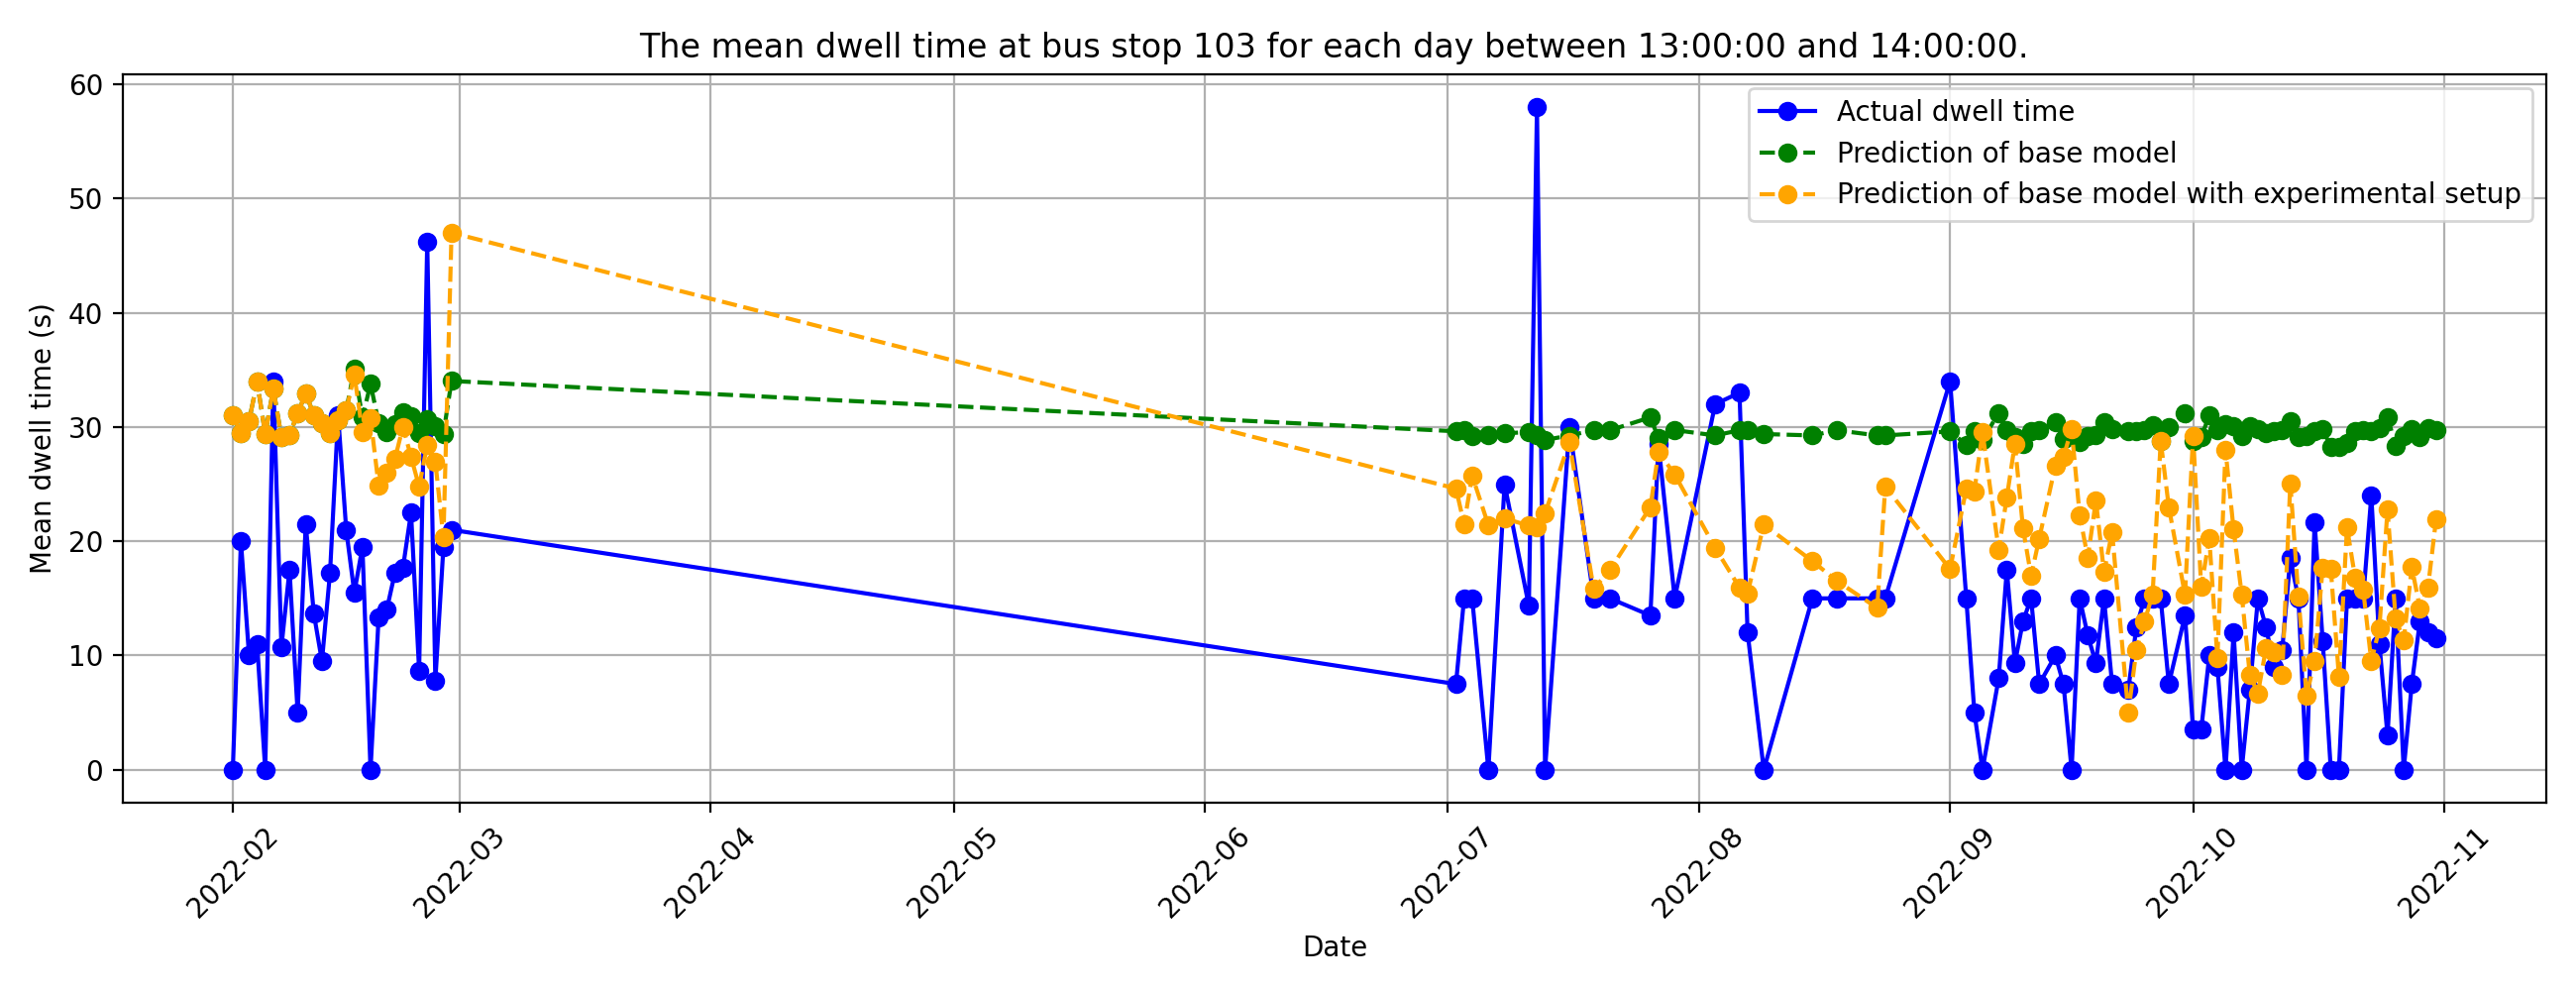 The mean dwell time at bus stop 103 for each day between 13:00:00 and 14:00:00.
60
50
40
30
20
10
0
Mean dwell time (s)
Actual dwell time
Prediction of base model
Prediction of base model with experimental setup
2022-02
2022-03
2022-04
2022-05
2022-06
2022-07
2022-08
2022-09
2022-10
2022-11
Date